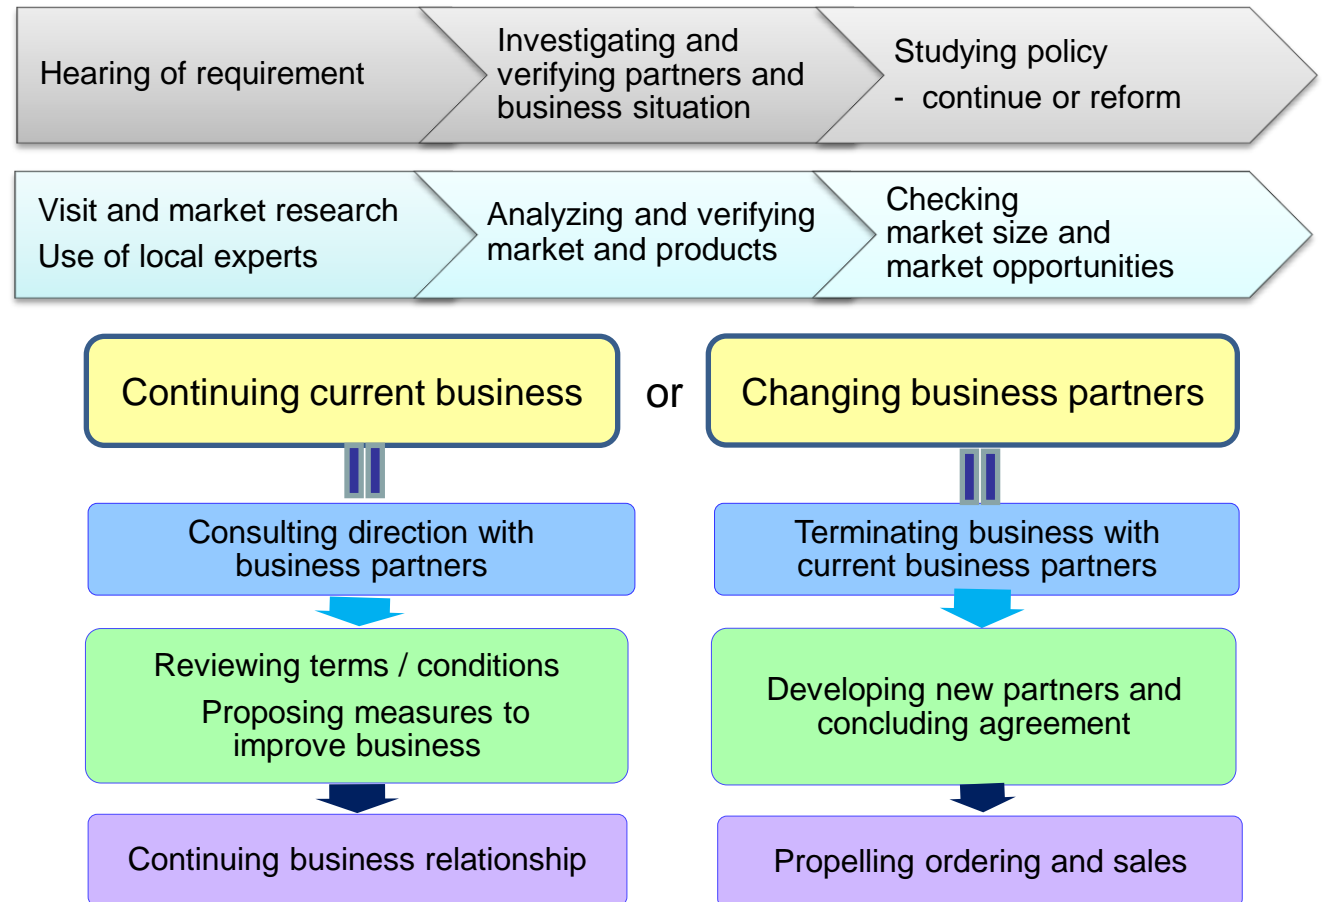 Hearing of requirement
Investigating and
verifying partners and
business situation
Studying policy
- continue or reform
Visit and market research
Use of local experts
Analyzing and verifying
market and products
Checking
market size and
market opportunities
Continuing current business
or
Changing business partners
Consulting direction with
business partners
Terminating business with
current business partners
Reviewing terms / conditions
Proposing measures to
improve business
Developing new partners and
concluding agreement
Continuing business relationship
Propelling ordering and sales